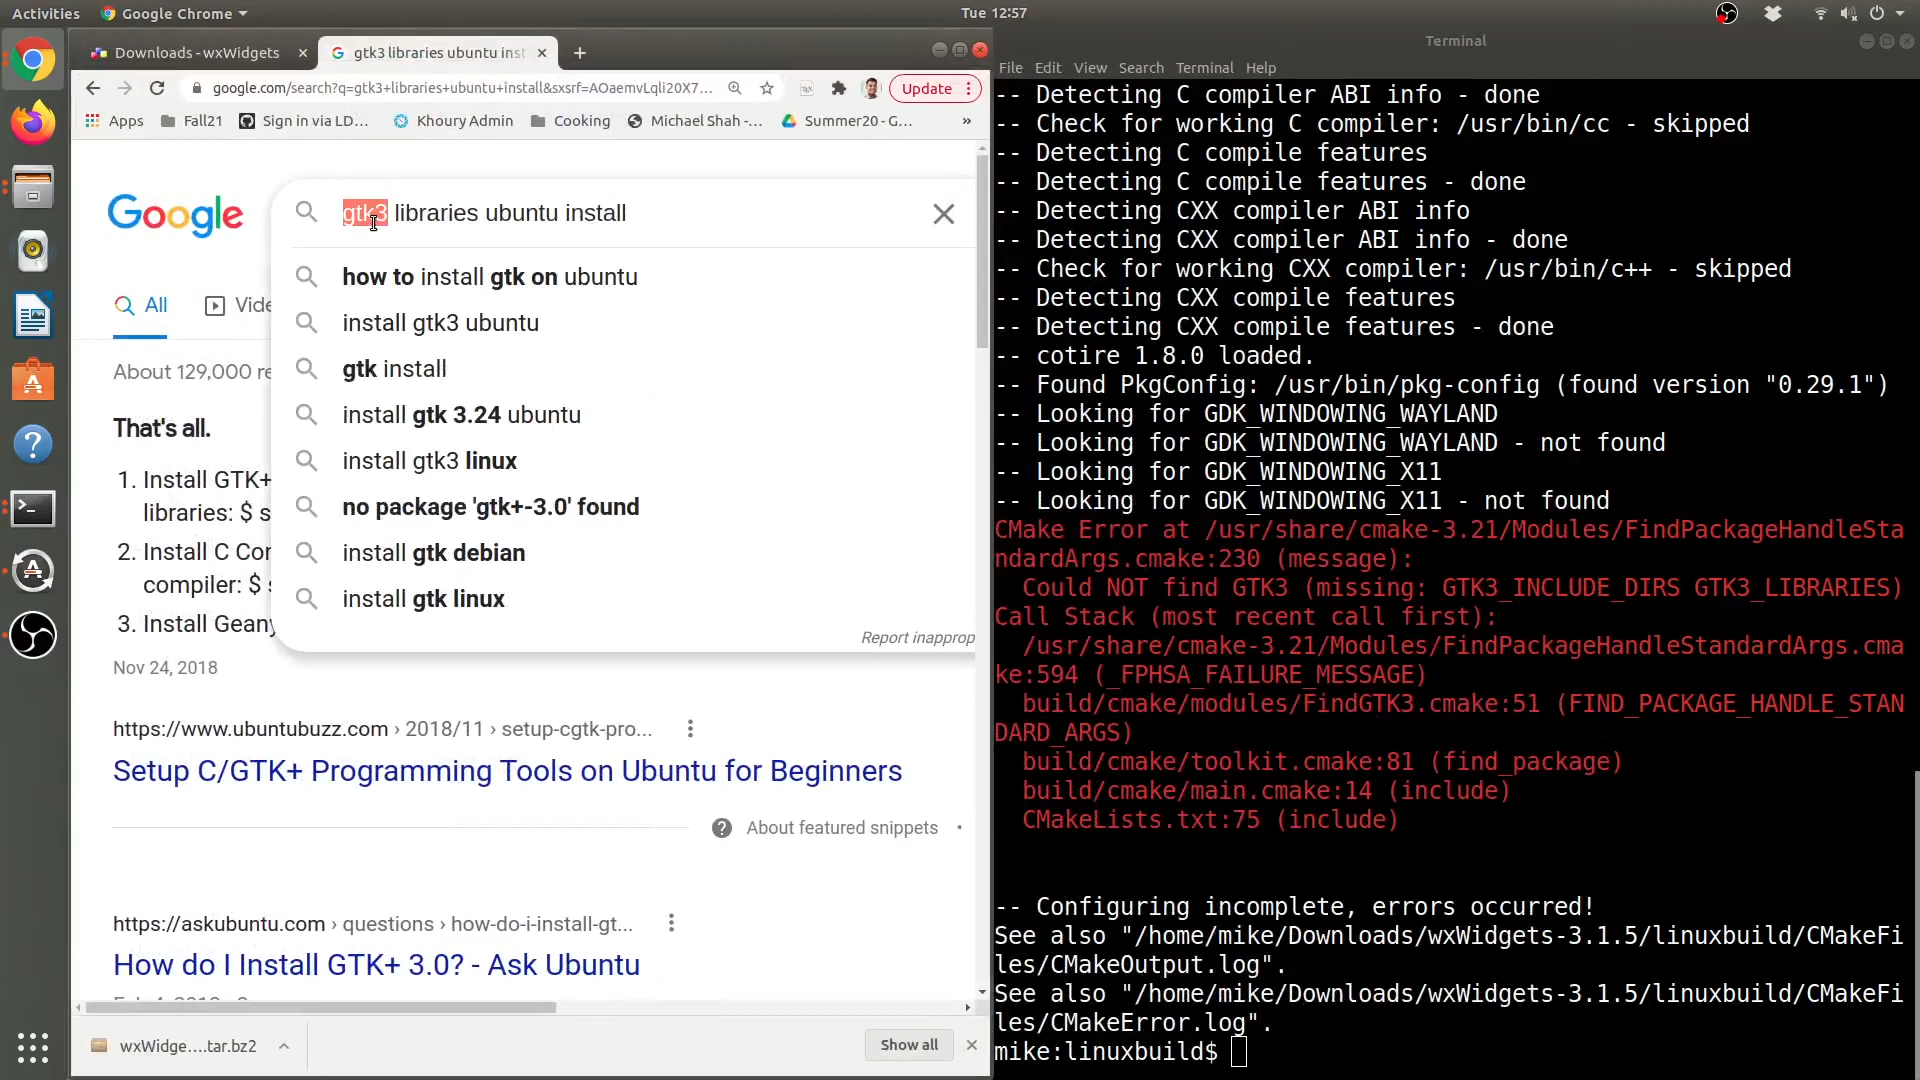 Activities
Google Chrome
Tue 12:57
Downloads - wxWidgets
gtk3 libraries ubuntu inst
google.com/search?q=gtk3+libraries+ubuntu+install&sxsrf=AOaemvLqli20X7...
Update
Apps
Fall21
Sign in via LD...
Khoury Admin
Cooking
Michael Shah -...
Summer20 - G...
»
Google
gtk3 libraries ubuntu install
how to install gtk on ubuntu
install gtk3 ubuntu
gtk install
install gtk 3.24 ubuntu
install gtk3 linux
no package 'gtk+-3.0' found
install gtk debian
install gtk linux
Report inapprop
All
Vide
About 129,000 re
That's all.
1. Install GTK+
libraries: $ s
2. Install C Cor
compiler: $ s
3. Install Geany
Nov 24, 2018
https://www.ubuntubuzz.com › 2018/11 › setup-cgtk-pro...
Setup C/GTK+ Programming Tools on Ubuntu for Beginners
About featured snippets •
https://askubuntu.com › questions › how-do-i-install-gt...
How do I Install GTK+ 3.0? - Ask Ubuntu
wxWidge....tar.bz2
Show all
Terminal
File Edit View Search Terminal Help
-- Detecting C compiler ABI info - done
-- Check for working C compiler: /usr/bin/cc - skipped
-- Detecting C compile features
-- Detecting C compile features - done
-- Detecting CXX compiler ABI info
-- Detecting CXX compiler ABI info - done
-- Check for working CXX compiler: /usr/bin/c++ - skipped
-- Detecting CXX compile features
-- Detecting CXX compile features - done
-- cotire 1.8.0 loaded.
-- Found PkgConfig: /usr/bin/pkg-config (found version "0.29.1")
-- Looking for GDK_WINDOWING_WAYLAND
-- Looking for GDK_WINDOWING_WAYLAND - not found
-- Looking for GDK_WINDOWING_X11
-- Looking for GDK_WINDOWING_X11 - not found
CMake Error at /usr/share/cmake-3.21/Modules/FindPackageHandleSta
ndardArgs.cmake:230 (message):
Could NOT find GTK3 (missing: GTK3_INCLUDE_DIRS GTK3_LIBRARIES)
Call Stack (most recent call first):
/usr/share/cmake-3.21/Modules/FindPackageHandleStandardArgs.cma
ke:594 (_FPHSA_FAILURE_MESSAGE)
build/cmake/modules/FindGTK3.cmake:51 (FIND_PACKAGE_HANDLE_STAN
DARD_ARGS)
build/cmake/toolkit.cmake:81 (find_package)
build/cmake/main.cmake:14 (include)
CMakeLists.txt:75 (include)
-- Configuring incomplete, errors occurred!
See also "/home/mike/Downloads/wxWidgets-3.1.5/linuxbuild/CMakeFi
les/CMakeOutput.log".
See also "/home/mike/Downloads/wxWidgets-3.1.5/linuxbuild/CMakeFi
les/CMakeError.log".
mike:linuxbuild$